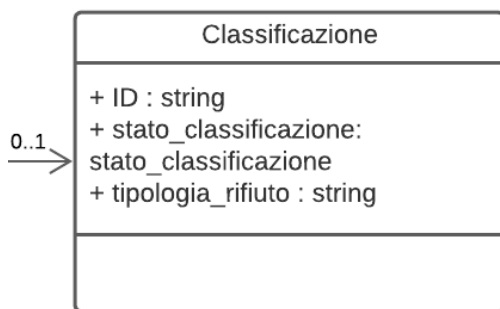 Classificazione
+ ID : string
+ stato_classificazione:
stato_classificazione
0..1
+ tipologia_rifiuto : string